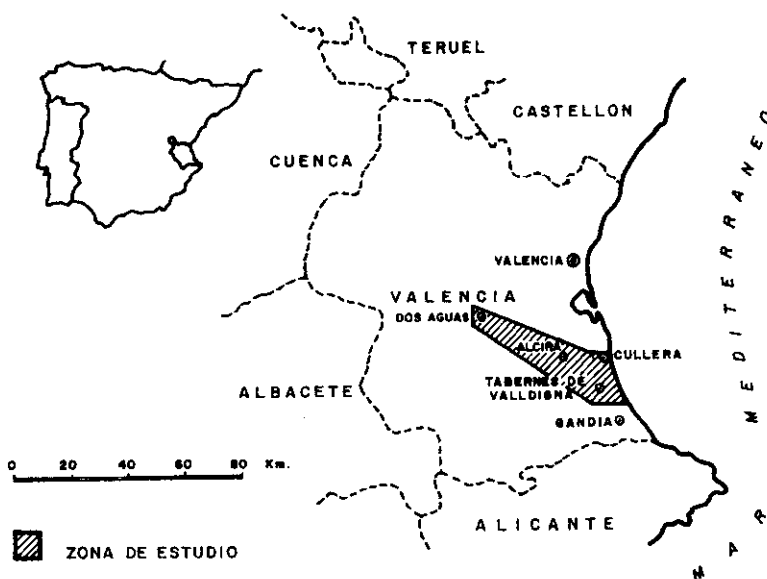 TERUEL
CASTELLON
CUENCA
MAR MEDITERRANEO
VALENCIA
VALENCIA
DOS AGUAS
ALCIRA
CULLERA
TABERNES DE
VALLDIGNA
ALBACETE
GANDIA
0 20 40 60 80 Km.
ALICANTE
ZONA DE ESTUDIO